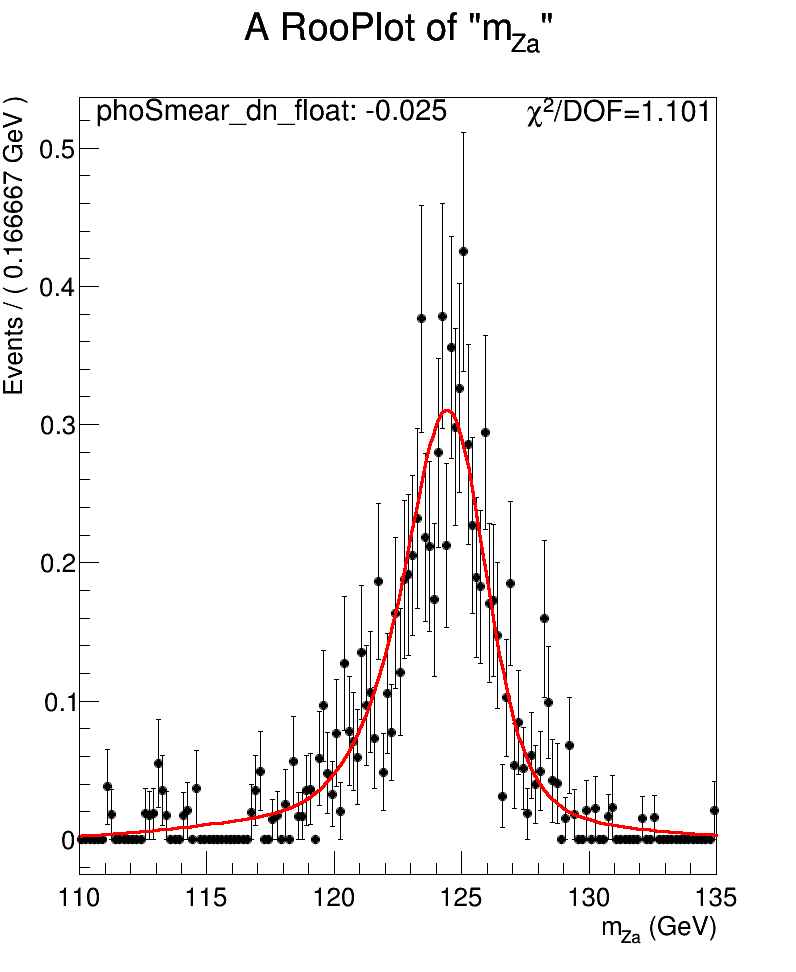 A RooPlot of "m_Za"
phoSmear_dn_float: -0.025
χ²/DOF=1.101
Events / ( 0.166667 GeV )
0.5
0.4
0.3
0.2
0.1
0
110 115 120 125 130 135
m_Za (GeV)